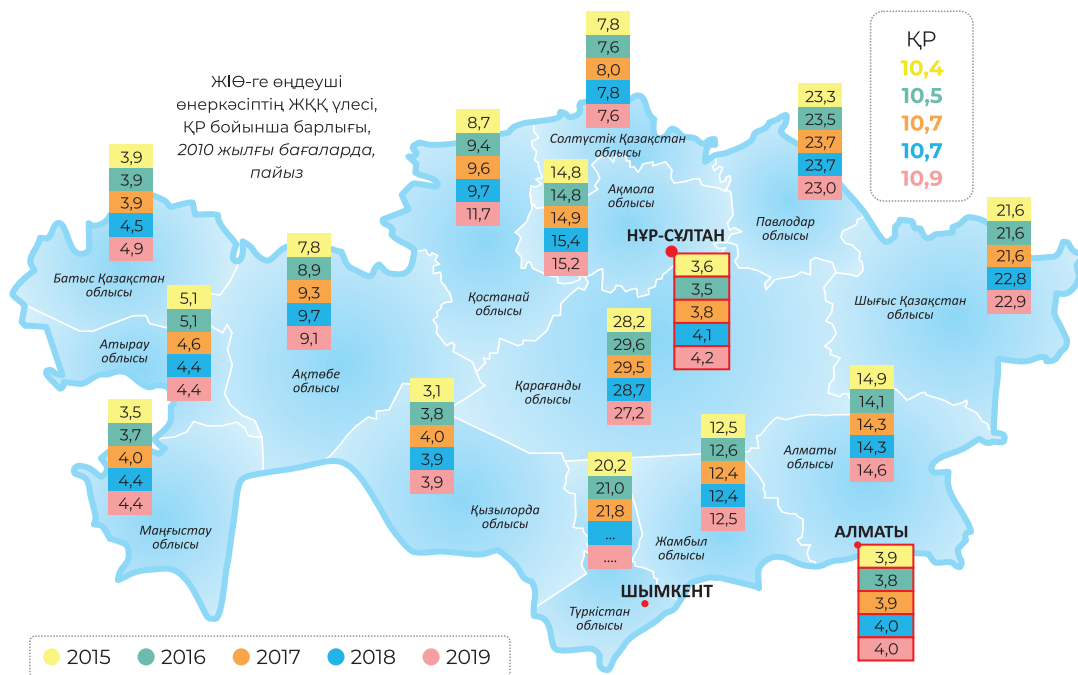 ЖІӨ-ге өңдеуші
өнеркәсіптің ЖҚҚ үлесі,
ҚР бойынша барлығы,
2010 жылғы бағаларда,
пайыз
ҚР
10,4
10,5
10,7
10,7
10,9
7,8
7,6
8,0
7,8
7,6
Солтүстік Қазақстан
облысы
8,7
9,4
9,6
9,7
11,7
Қостанай
облысы
14,8
14,8
14,9
15,4
15,2
Ақмола
облысы
23,3
23,5
23,7
23,7
23,0
Павлодар
облысы
3,9
3,9
3,9
4,5
4,9
Батыс Қазақстан
облысы
5,1
5,1
4,6
4,4
4,4
Атырау
облысы
7,8
8,9
9,3
9,7
9,1
Ақтөбе
облысы
НҰР-СҰЛТАН
3,6
3,5
3,8
4,1
4,2
21,6
21,6
21,6
22,8
22,9
Шығыс Қазақстан
облысы
28,2
29,6
29,5
28,7
27,2
Қарағанды
облысы
3,5
3,7
4,0
4,4
4,4
Маңғыстау
облысы
3,1
3,8
4,0
3,9
3,9
Қызылорда
облысы
20,2
21,0
21,8
...
....
Түркістан
облысы
ШЫМКЕНТ
12,5
12,6
12,4
12,4
12,5
Жамбыл
облысы
14,9
14,1
14,3
14,3
14,6
Алматы
облысы
АЛМАТЫ
3,9
3,8
3,9
4,0
4,0
2015 2016 2017 2018 2019